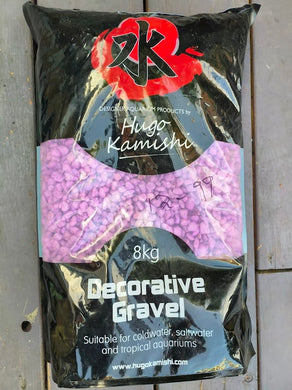 水
DESIGNER AQUARIUM PRODUCTS by
Hugo
Kamishi
8kg
Decorative
Gravel
Suitable for coldwater, saltwater
and tropical aquariums
www.hugokamishi.com